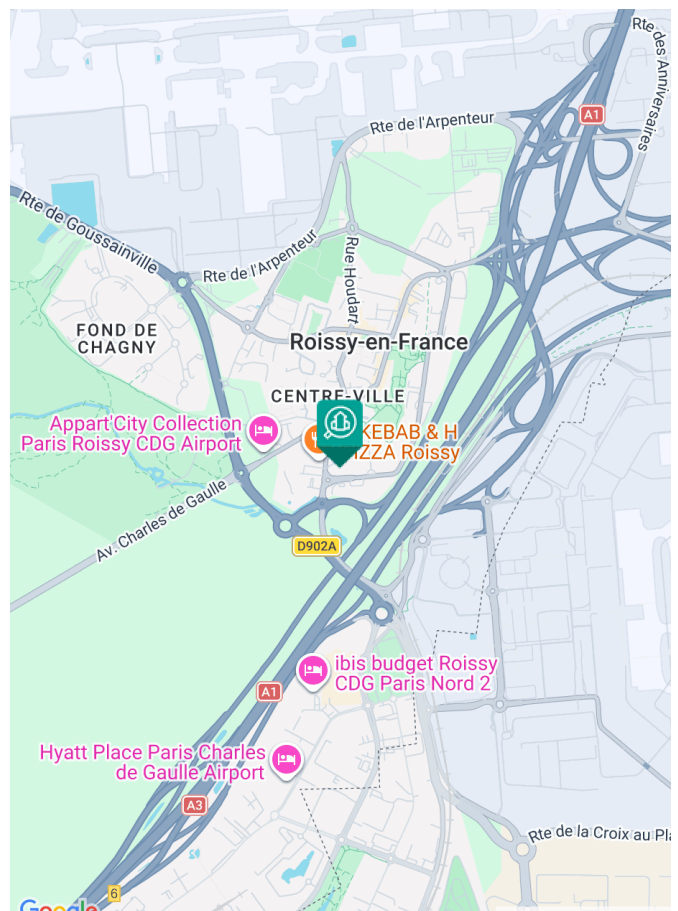 Rte des Anniversaires
A1
Rte de l'Arpenteur
Rte de Goussainville
Rte de l'Arpenteur
Rue Houdart
FOND DE
CHAGNY
Roissy-en-France
CENTRE-VILLE
Appart'City Collection
Paris Roissy CDG Airport
KEBAB & H
IZZA Roissy
Av. Charles de Gaulle
D902A
ibis budget Roissy
CDG Paris Nord 2
A1
Hyatt Place Paris Charles
de Gaulle Airport
A3
Rte de la Croix au Pla
6
Google